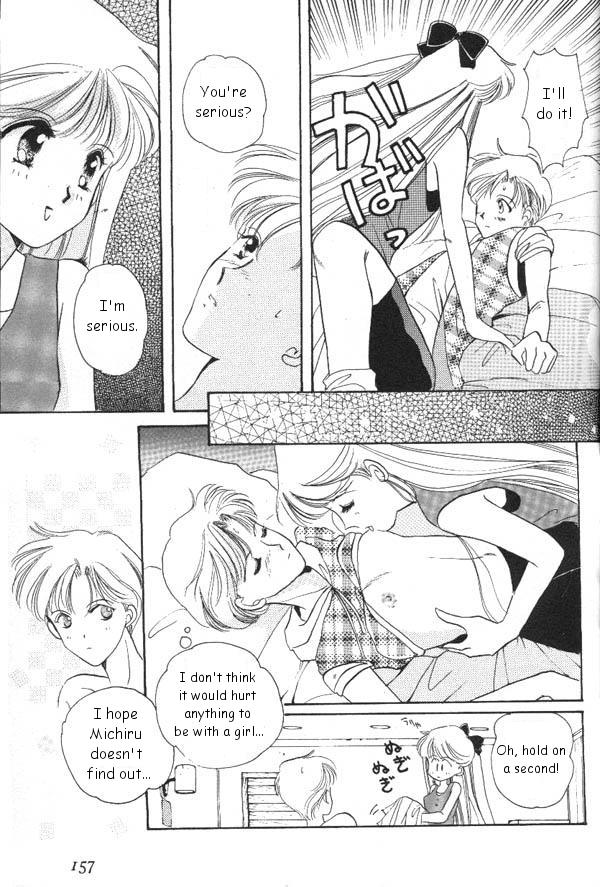 I'll
do it!
がばっ
You're
serious?
I'm
serious.
I don't think
it would hurt
anything to
be with a girl...
I hope
Michiru
doesn't
find out...
Oh, hold on
a second!
ぬぎ
ぬぎ
157